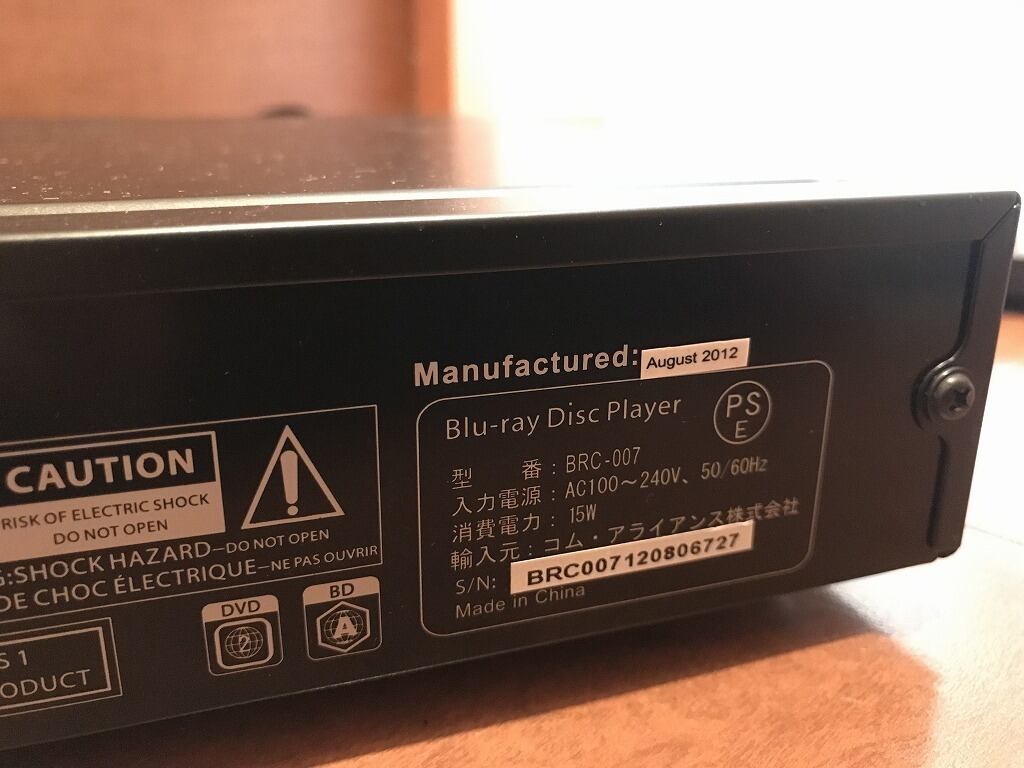 Manufactured: August 2012
Blu-ray Disc Player
PS
E
型 番 : BRC-007
入力電源 : AC100～240V、50/60Hz
消費電力 : 15W
輸入元 : コム・アライアンス株式会社
S/N: BRC007120806727
Made in China
CAUTION
RISK OF ELECTRIC SHOCK
DO NOT OPEN
G:SHOCK HAZARD–DO NOT OPEN
DE CHOC ÉLECTRIQUE–NE PAS OUVRIR
DVD
2
BD
A
S 1
ODUCT